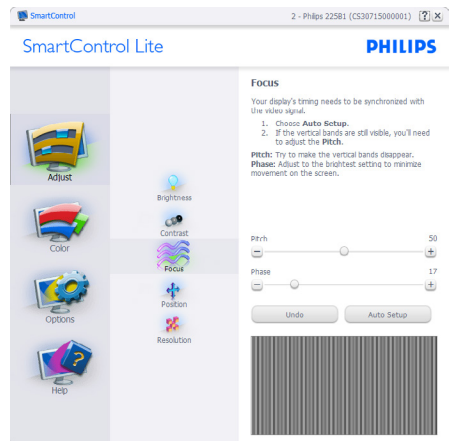 SmartControl
2 - Philips 225B1 (CS30715000001)
SmartControl Lite
PHILIPS
Adjust
Color
Options
Help
Brightness
Contrast
Focus
Position
Resolution
Focus
Your display's timing needs to be synchronized with
the video signal.
1. Choose Auto Setup.
2. If the vertical bands are still visible, you'll need
to adjust the Pitch.
Pitch: Try to make the vertical bands disappear.
Phase: Adjust to the brightest setting to minimize
movement on the screen.
Pitch 50
Phase 17
Undo
Auto Setup